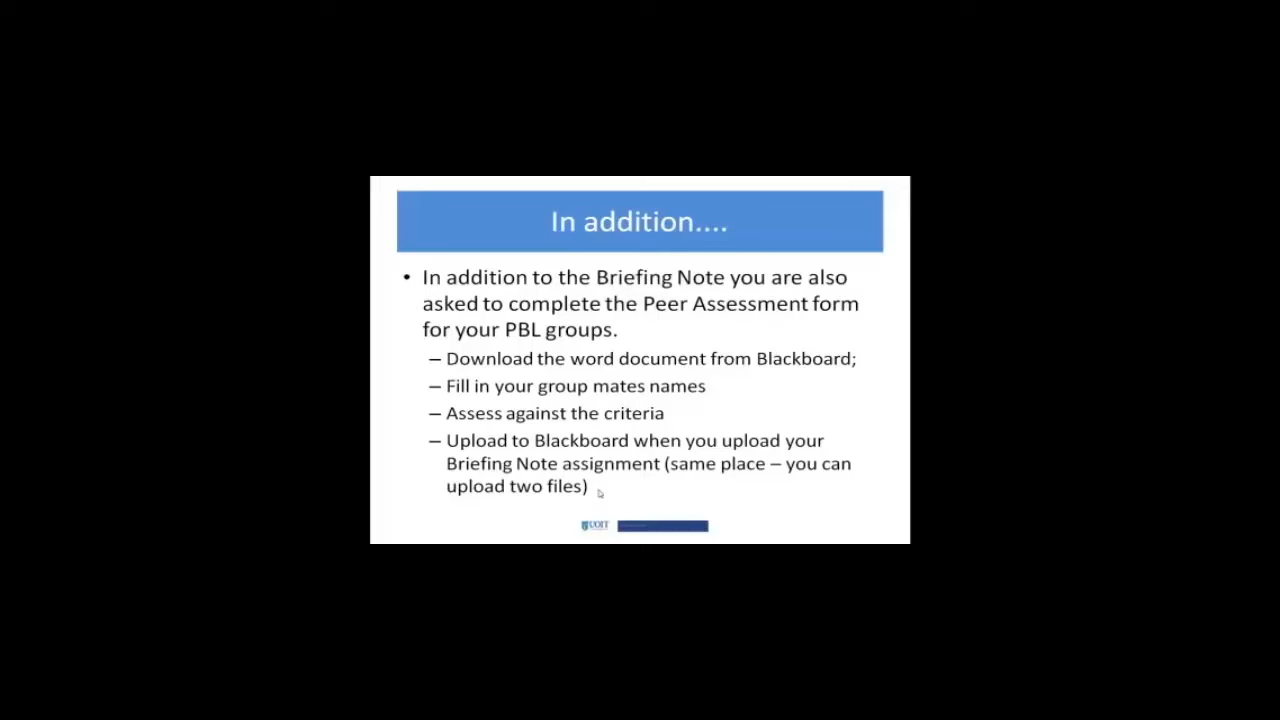 In addition....
• In addition to the Briefing Note you are also
asked to complete the Peer Assessment form
for your PBL groups.
– Download the word document from Blackboard;
– Fill in your group mates names
– Assess against the criteria
– Upload to Blackboard when you upload your
Briefing Note assignment (same place – you can
upload two files)
UOIT